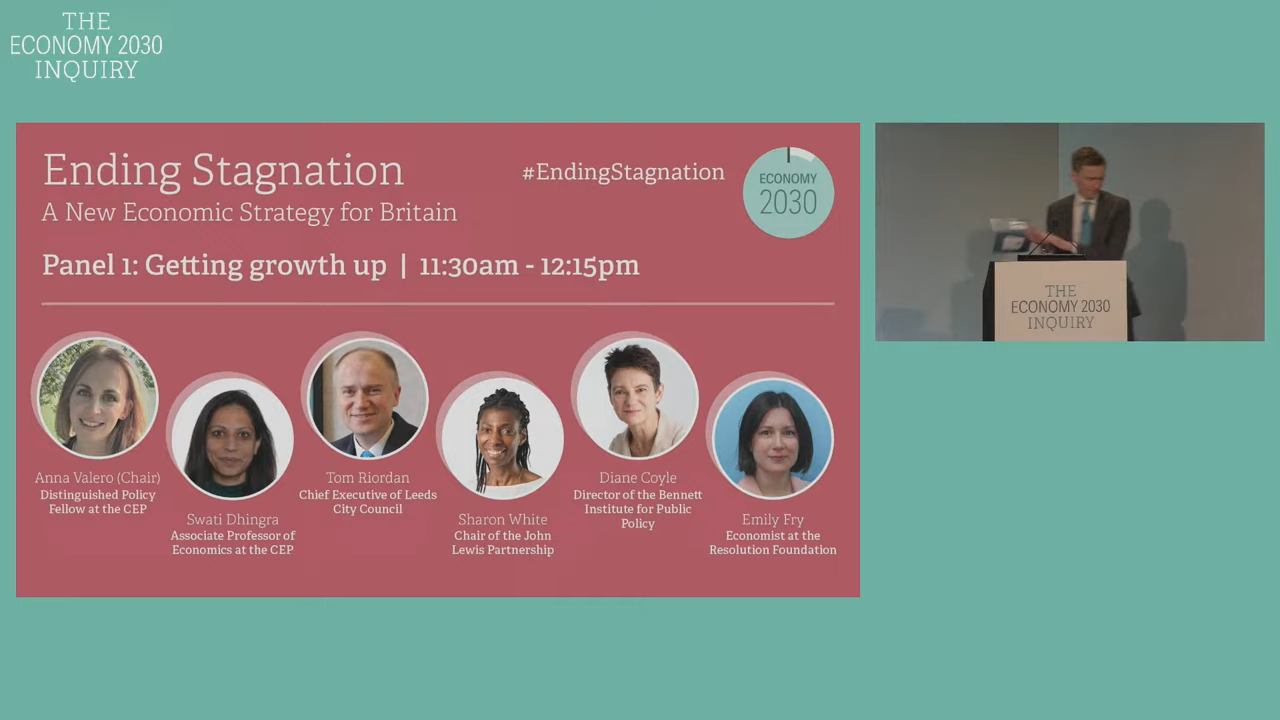 THE
ECONOMY 2030
INQUIRY
Ending Stagnation
A New Economic Strategy for Britain
#EndingStagnation
ECONOMY
2030
Panel 1: Getting growth up | 11:30am - 12:15pm
Anna Valero (Chair)
Distinguished Policy
Fellow at the CEP
Swati Dhingra
Associate Professor of
Economics at the CEP
Tom Riordan
Chief Executive of Leeds
City Council
Sharon White
Chair of the John
Lewis Partnership
Diane Coyle
Director of the Bennett
Institute for Public
Policy
Emily Fry
Economist at the
Resolution Foundation
THE
ECONOMY 2030
INQUIRY